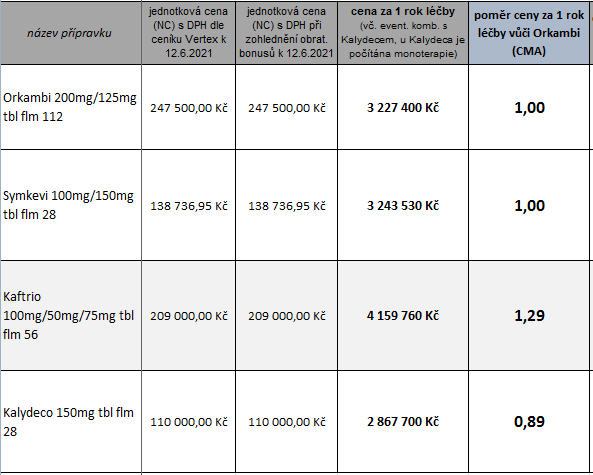 název přípravku
jednotková cena
(NC) s DPH dle
ceníku Vertex k
12.6.2021
jednotková cena
(NC) s DPH při
zohlednění obrat.
bonusů k 12.6.2021
cena za 1 rok léčby
(vč. event. komb. s
Kalydecem, u Kalydeca je
počítána monoterapie)
poměr ceny za 1 rok
léčby vůči Orkambi
(CMA)
Orkambi 200mg/125mg
tbl flm 112
247 500,00 Kč
247 500,00 Kč
3 227 400 Kč
1,00
Symkevi 100mg/150mg
tbl flm 28
138 736,95 Kč
138 736,95 Kč
3 243 530 Kč
1,00
Kaftrio
100mg/50mg/75mg tbl
flm 56
209 000,00 Kč
209 000,00 Kč
4 159 760 Kč
1,29
Kalydeco 150mg tbl flm
28
110 000,00 Kč
110 000,00 Kč
2 867 700 Kč
0,89